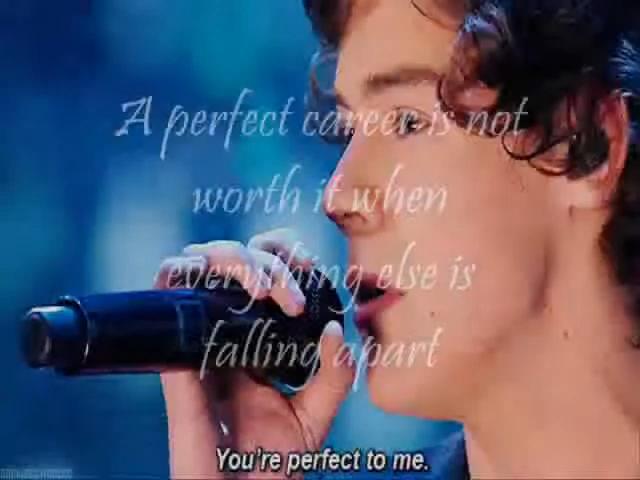 A perfect career is not
worth it when
everything else is
falling apart
You're perfect to me.